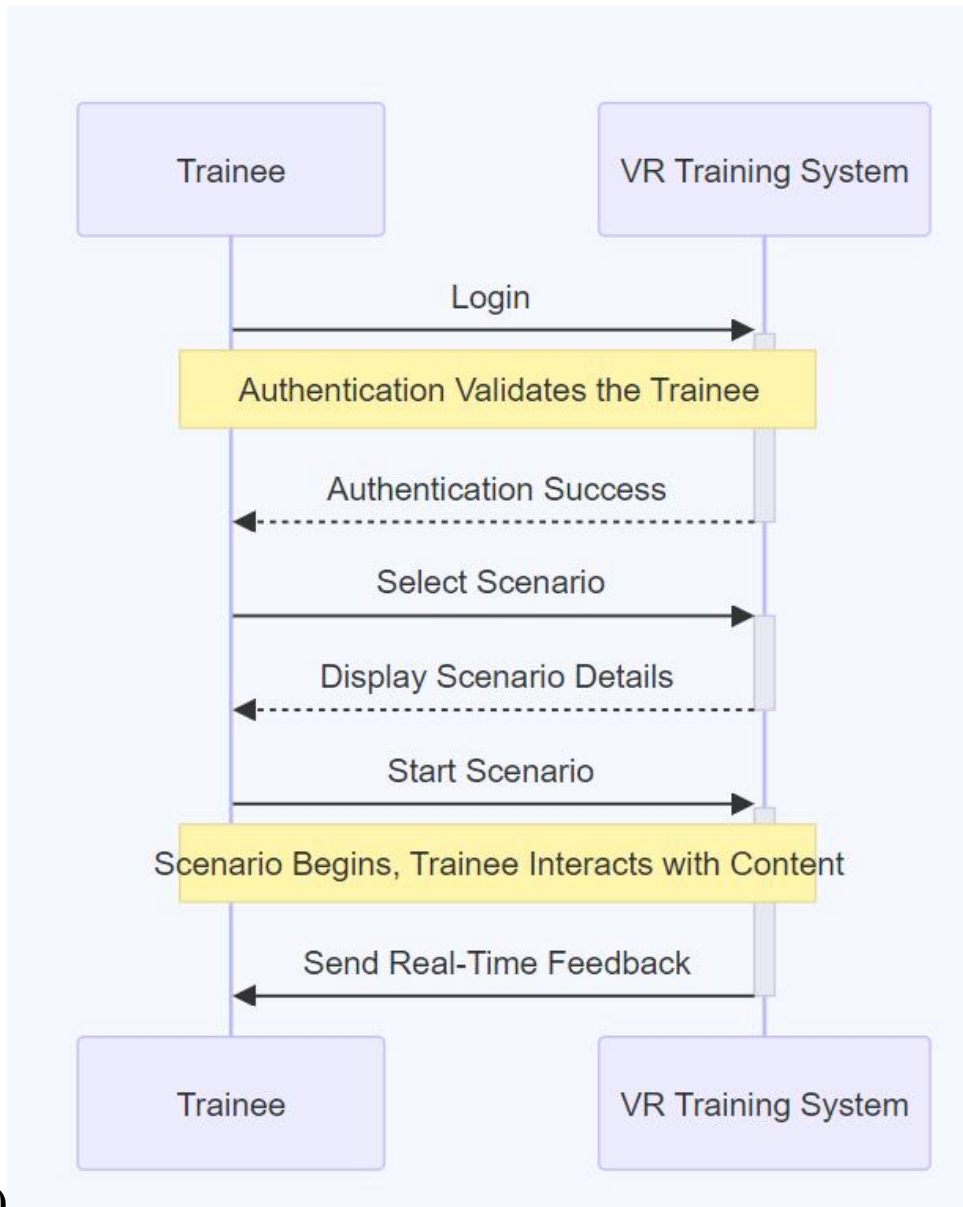 Trainee
VR Training System
Login
Authentication Validates the Trainee
Authentication Success
Select Scenario
Display Scenario Details
Start Scenario
Scenario Begins, Trainee Interacts with Content
Send Real-Time Feedback
Trainee
VR Training System
)